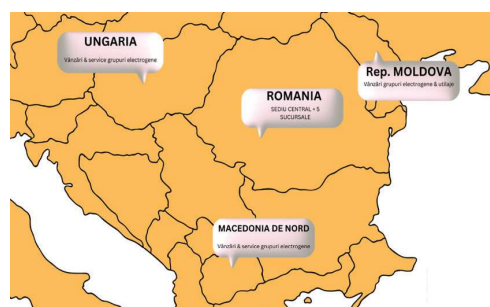 UNGARIA
Vânzări & service grupuri electrogene
Rep. MOLDOVA
Vânzări grupuri electrogene & utilaje
ROMANIA
SEDIU CENTRAL + 5
SUCURSALE
MACEDONIA DE NORD
Vânzări & service grupuri electrogene